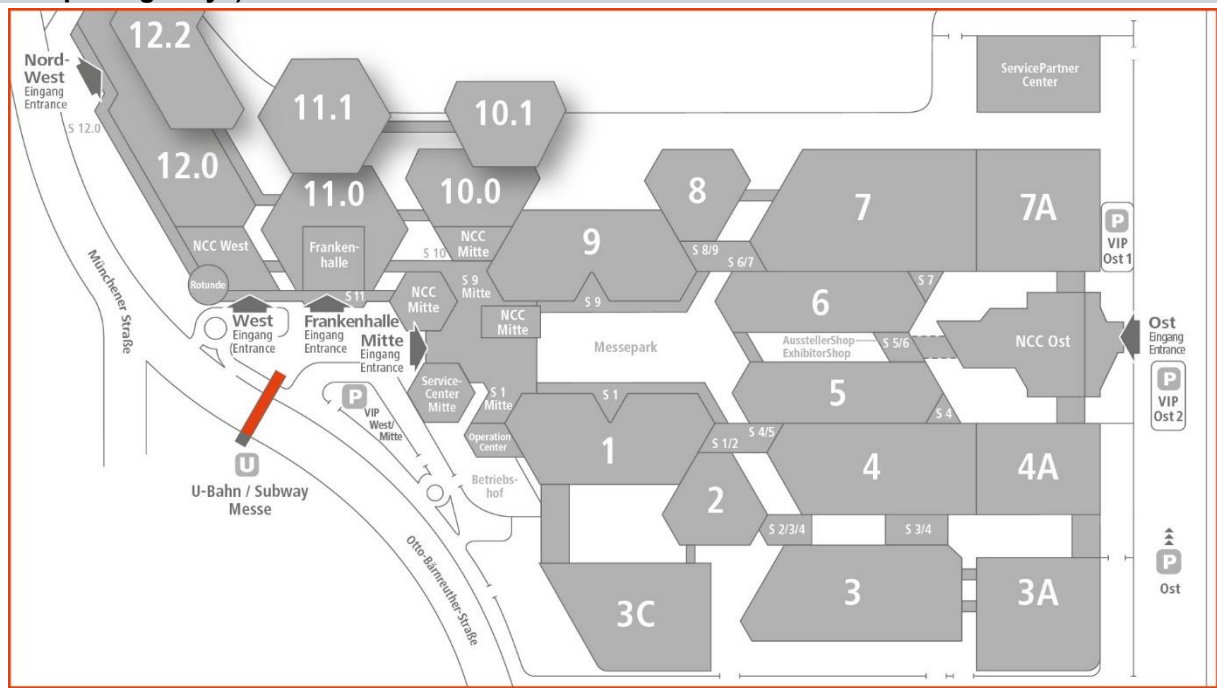 12.2
Nord-
West
Eingang
Entrance
S 12.0
12.0
11.1
10.1
11.0
10.0
NCC West
Franken-
halle
NCC
Mitte
S 10
Rotunde
S 11
NCC
Mitte
S 9
Mitte
NCC
Mitte
9
S 9
8
S 8/9
S 6/7
7
7A
ServicePartner
Center
P
VIP
Ost 1
6
S 7
Messepark
AusstellerShop
ExhibitorShop
S 5/6
NCC Ost
Ost
Eingang
Entrance
P
VIP
Ost 2
Münchener Straße
West
Eingang
Entrance
Frankenhalle
Eingang
Entrance
Mitte
Eingang
Entrance
Service-
Center
Mitte
S 1
Mitte
S 1
5
S 4
P
VIP
West/
Mitte
Operation
Center
1
S 4/5
S 1/2
4
4A
U
U-Bahn / Subway
Messe
Betriebs-
hof
2
S 2/3/4
S 3/4
Otto-Bärnreuther-Straße
3C
3
3A
P
Ost